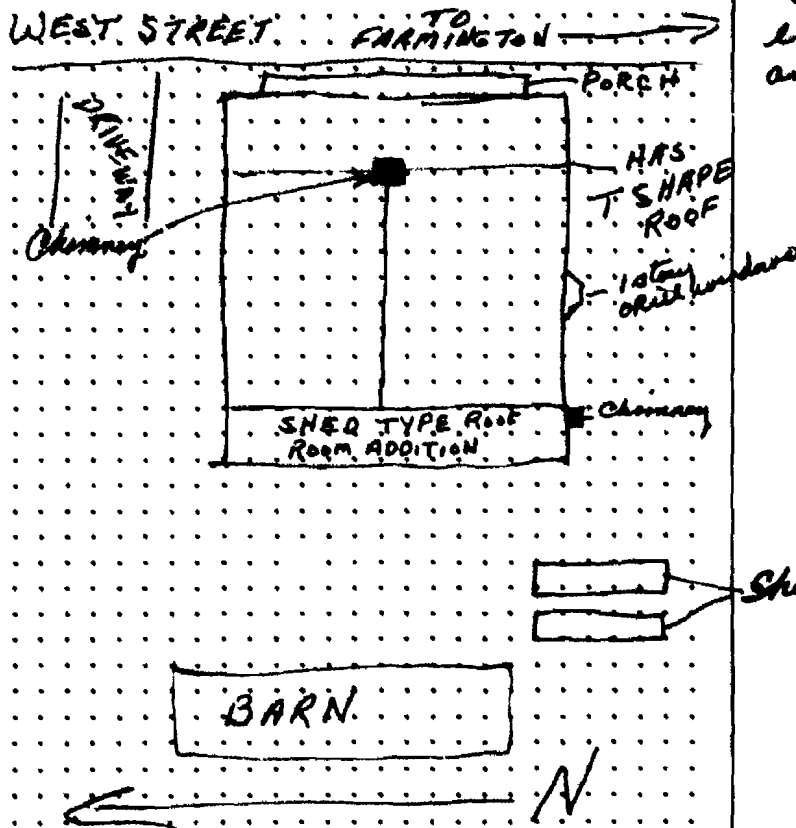 WEST STREET
TO
FARMINGTON
PORCH
DRIVEWAY
HAS
T SHAPE
ROOF
Chimney
1 story
oriel windows
SHED TYPE ROOF
ROOM ADDITION
Chimney
BARN
N